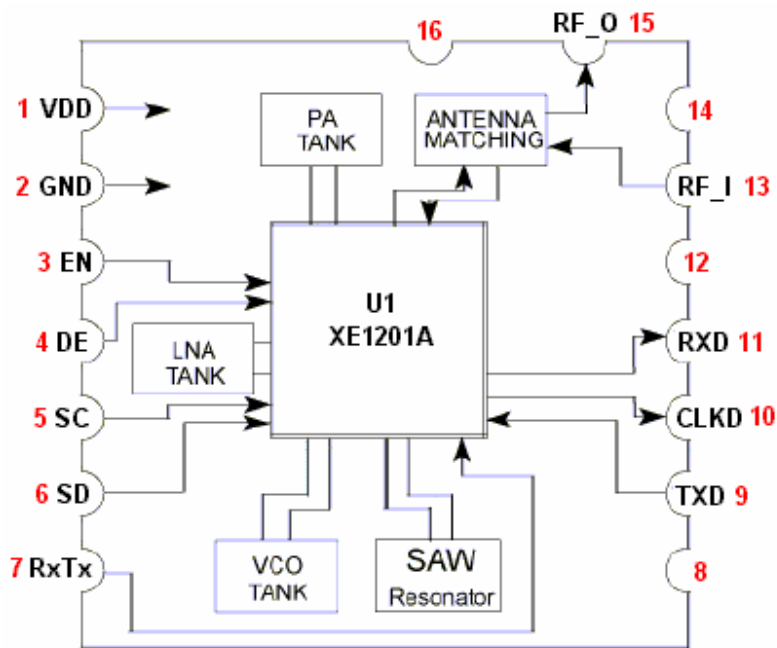 16
RF_O 15
1 VDD
14
PA
TANK
ANTENNA
MATCHING
2 GND
RF_I 13
3 EN
12
U1
XE1201A
4 DE
LNA
TANK
RXD 11
5 SC
CLKD 10
6 SD
TXD 9
7 RxTx
VCO
TANK
SAW
Resonator
8